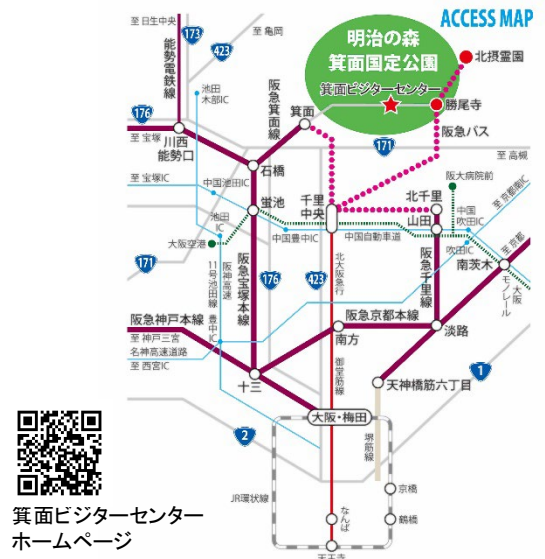 ACCESS MAP
至 日生中央
173
至 亀岡
423
能勢電鉄線
明治の森
箕面国定公園
北摂霊園
箕面ビジターセンター
勝尾寺
阪急バス
池田
木部IC
阪急箕面線
箕面
176
至 宝塚
川西
能勢口
171
至 高槻
石橋
至 宝塚IC
中国池田IC
千里
中央
北千里
阪大病院前
至 京都南IC
蛍池
池田
IC
山田
中国
吹田IC
大阪空港
中国豊中IC
中国自動車道
吹田IC
至 京都
南茨木
171
阪神高速
11号池田線
豊中IC
阪急宝塚本線
176
423
北大阪急行
阪急千里線
大阪
モノレール
阪急神戸本線
至 神戸三宮
名神高速道路
至 西宮IC
阪急京都本線
南方
淡路
御堂筋線
十三
天神橋筋六丁目
1
大阪・梅田
2
堺筋線
JR環状線
京橋
なんば
鶴橋
天王寺
箕面ビジターセンター
ホームページ